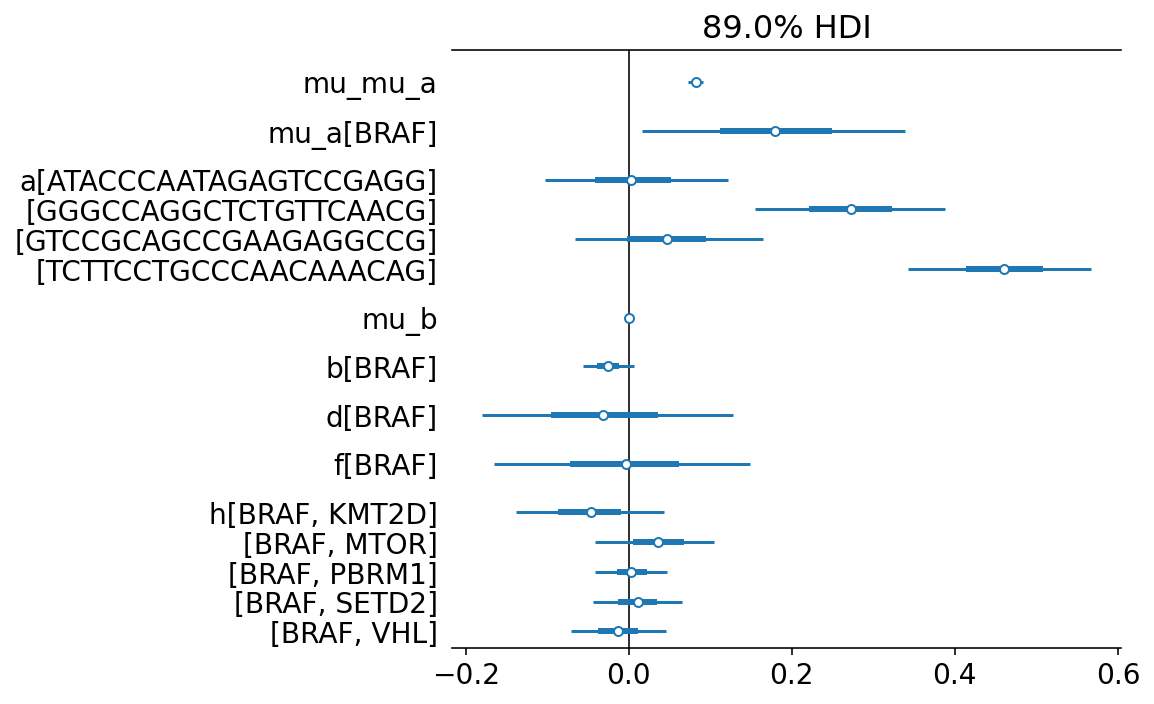 89.0% HDI
mu_mu_a
mu_a[BRAF]
a[ATACCCAATAGAGTCCGAGG]
[GGGCCAGGCTCTGTTCAACG]
[GTCCGCAGCCGAAGAGGCCG]
[TCTTCCTGCCCAACAAACAG]
mu_b
b[BRAF]
d[BRAF]
f[BRAF]
h[BRAF, KMT2D]
[BRAF, MTOR]
[BRAF, PBRM1]
[BRAF, SETD2]
[BRAF, VHL]
−0.2 0.0 0.2 0.4 0.6